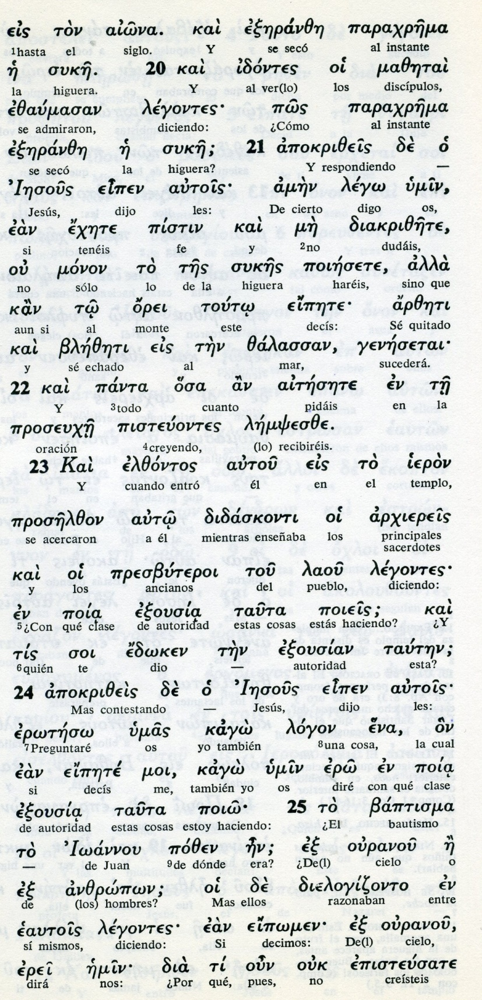 εἰς τὸν αἰῶνα. καὶ ἐξηράνθη παραχρῆμα
¹hasta el siglo. Y se secó al instante
ἡ συκῆ. 20 καὶ ἰδόντες οἱ μαθηταὶ
la higuera. Y al ver(lo) los discípulos,
ἐθαύμασαν λέγοντες· πῶς παραχρῆμα
se admiraron, diciendo: ¿Cómo al instante
ἐξηράνθη ἡ συκῆ; 21 ἀποκριθεὶς δὲ ὁ
se secó la higuera? Y respondiendo —
Ἰησοῦς εἶπεν αὐτοῖς· ἀμὴν λέγω ὑμῖν,
Jesús, dijo les: De cierto digo os,
ἐὰν ἔχητε πίστιν καὶ μὴ διακριθῆτε,
si tenéis fe y ²no dudáis,
οὐ μόνον τὸ τῆς συκῆς ποιήσετε, ἀλλὰ
no sólo lo de la higuera haréis, sino que
κἂν τῷ ὄρει τούτῳ εἴπητε· ἄρθητι
aun si al monte este decís: Sé quitado
καὶ βλήθητι εἰς τὴν θάλασσαν, γενήσεται·
y sé echado al mar, sucederá.
22 καὶ πάντα ὅσα ἂν αἰτήσητε ἐν τῇ
Y ³todo cuanto pidáis en la
προσευχῇ πιστεύοντες λήμψεσθε.
oración ⁴creyendo, (lo) recibiréis.
23 Καὶ ἐλθόντος αὐτοῦ εἰς τὸ ἱερὸν
Y cuando entró él en el templo,
προσῆλθον αὐτῷ διδάσκοντι οἱ ἀρχιερεῖς
se acercaron a él mientras enseñaba los principales
sacerdotes
καὶ οἱ πρεσβύτεροι τοῦ λαοῦ λέγοντες·
y los ancianos del pueblo, diciendo:
ἐν ποίᾳ ἐξουσίᾳ ταῦτα ποιεῖς; καὶ
⁵¿Con qué clase de autoridad estas cosas estás haciendo? ¿Y
τίς σοι ἔδωκεν τὴν ἐξουσίαν ταύτην;
⁶quién te dio — autoridad esta?
24 ἀποκριθεὶς δὲ ὁ Ἰησοῦς εἶπεν αὐτοῖς·
Mas contestando — Jesús, dijo les:
ἐρωτήσω ὑμᾶς κἀγὼ λόγον ἕνα, ὃν
⁷Preguntaré os yo también ⁸una cosa, la cual
ἐὰν εἴπητέ μοι, κἀγὼ ὑμῖν ἐρῶ ἐν ποίᾳ
si decís me, también yo os diré con qué clase
ἐξουσίᾳ ταῦτα ποιῶ· 25 τὸ βάπτισμα
de autoridad estas cosas estoy haciendo: ¿El bautismo
τὸ Ἰωάννου πόθεν ἦν; ἐξ οὐρανοῦ ἢ
— de Juan ⁹de dónde era? ¿De(l) cielo o
ἐξ ἀνθρώπων; οἱ δὲ διελογίζοντο ἐν
de (los) hombres? Mas ellos razonaban entre
ἑαυτοῖς λέγοντες· ἐὰν εἴπωμεν· ἐξ οὐρανοῦ,
sí mismos, diciendo: Si decimos: De(l) cielo,
ἐρεῖ ἡμῖν· διὰ τί οὖν οὐκ ἐπιστεύσατε
dirá nos: ¿Por qué, pues, no creísteis